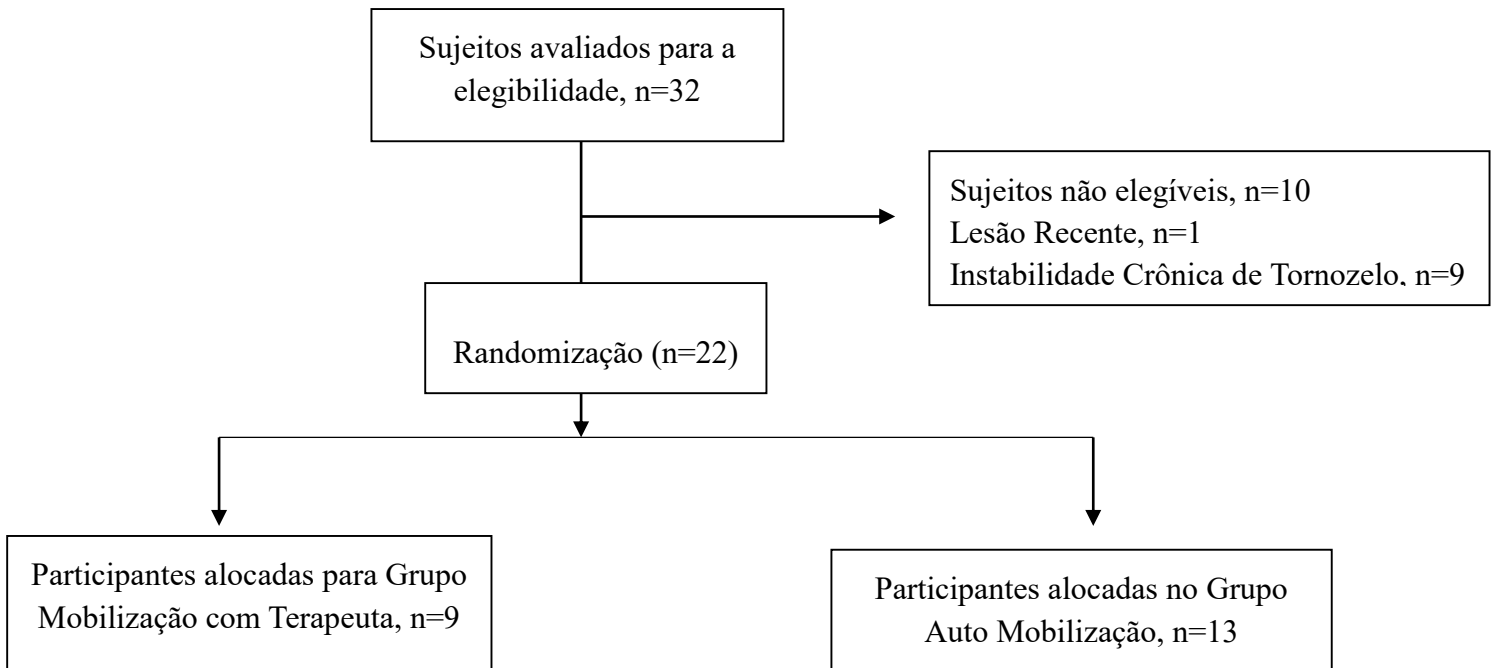 Sujeitos avaliados para a
elegibilidade, n=32
Sujeitos não elegíveis, n=10
Lesão Recente, n=1
Instabilidade Crônica de Tornozelo, n=9
Randomização (n=22)
Participantes alocadas para Grupo
Mobilização com Terapeuta, n=9
Participantes alocadas no Grupo
Auto Mobilização, n=13